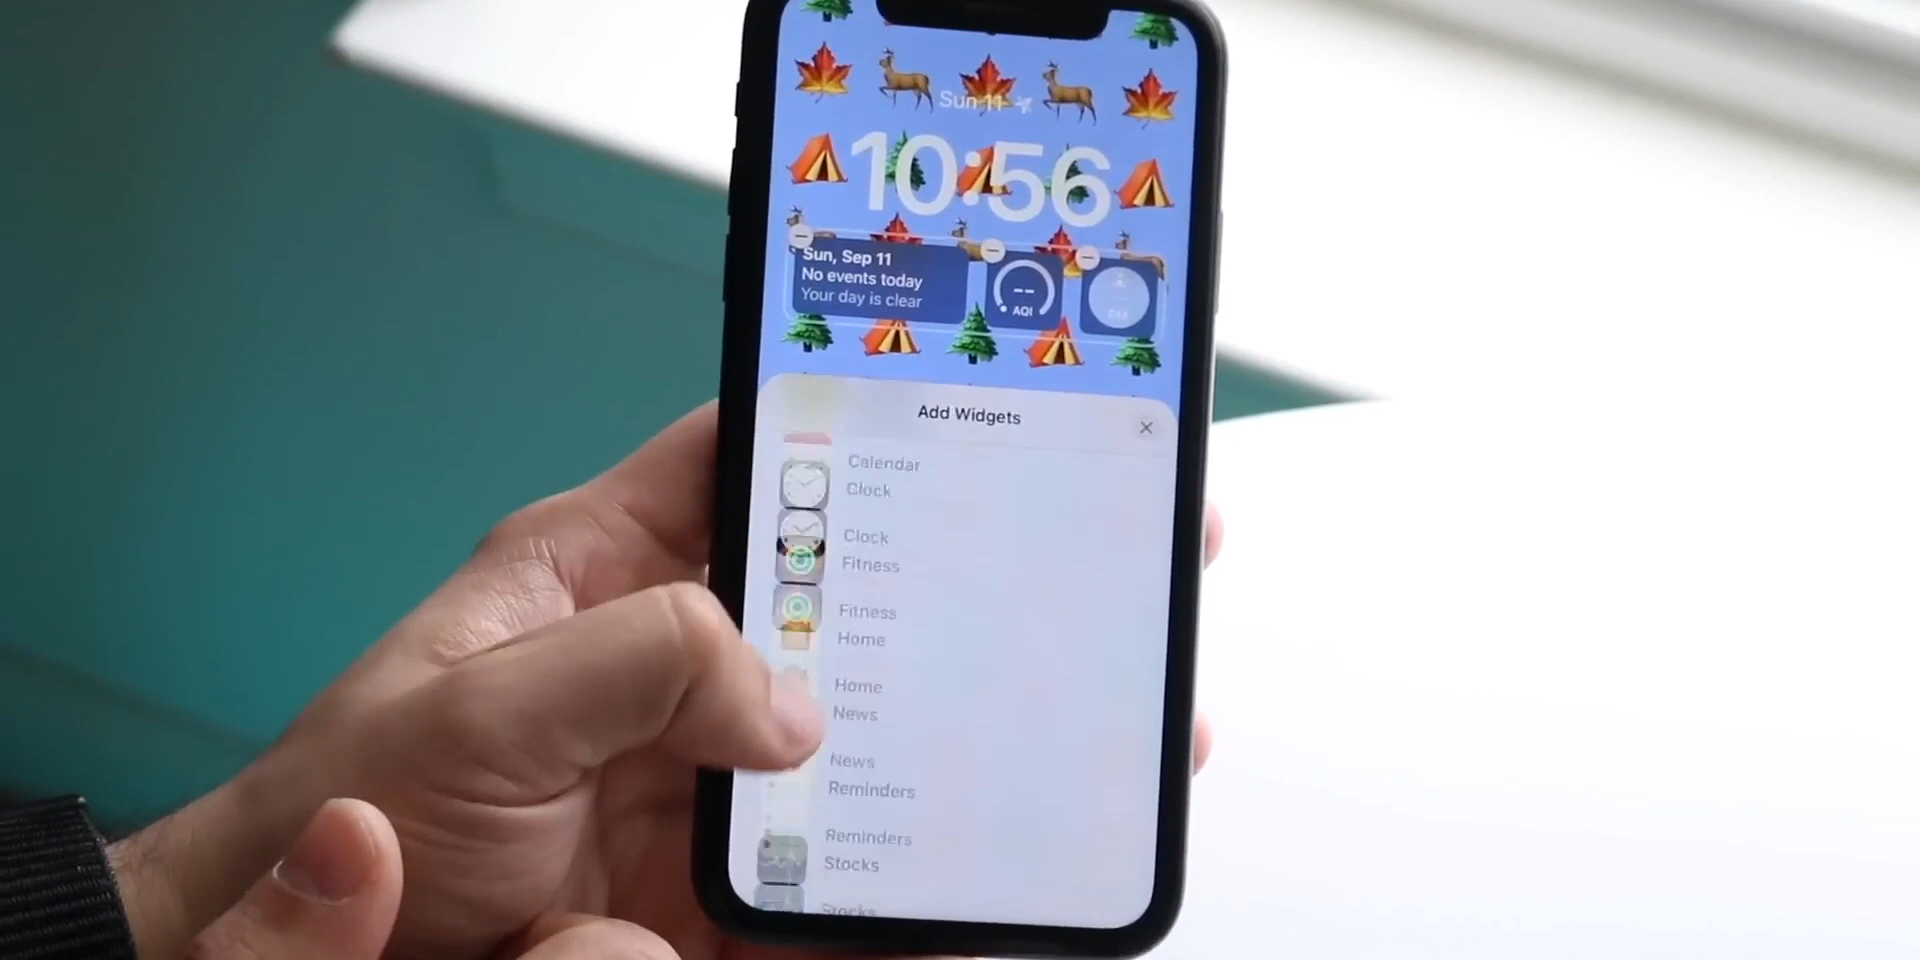 Sun 11
10:56
Sun, Sep 11
No events today
Your day is clear
--
AQI
Add Widgets
Calendar
Clock
Clock
Fitness
Fitness
Home
Home
News
News
Reminders
Reminders
Stocks
Stocks